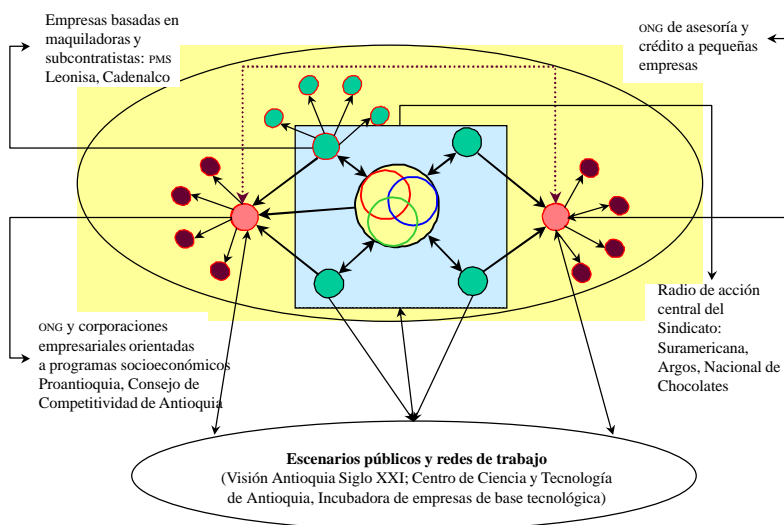 Empresas basadas en
maquiladoras y
subcontratistas: PMS
Leonisa, Cadenalco
ONG de asesoría y
crédito a pequeñas
empresas
ONG y corporaciones
empresariales orientadas
a programas socioeconómicos
Proantioquia, Consejo de
Competitividad de Antioquia
Radio de acción
central del
Sindicato:
Suramericana,
Argos, Nacional de
Chocolates
Escenarios públicos y redes de trabajo
(Visión Antioquia Siglo XXI; Centro de Ciencia y Tecnología
de Antioquia, Incubadora de empresas de base tecnológica)